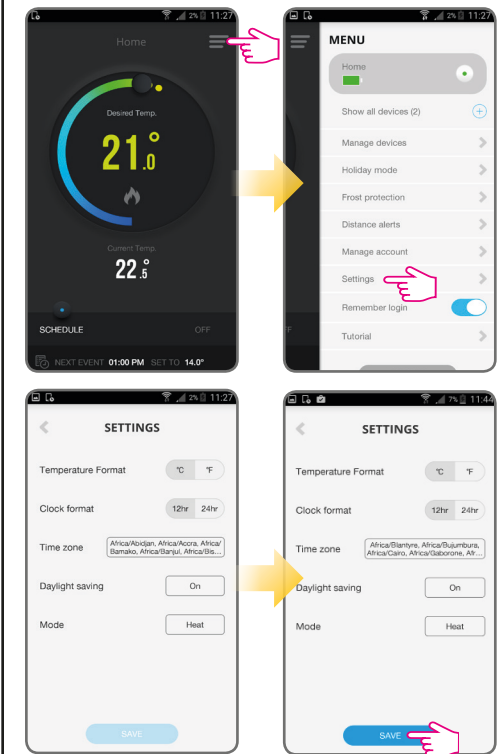 2% 11:27
Home
Desired Temp.
21.0°
Current Temp.
22.5°
SCHEDULE OFF
NEXT EVENT 01:00 PM SET TO 14.0°
2% 11:27
MENU
Home
Show all devices (2)
Manage devices
Holiday mode
Frost protection
Distance alerts
Manage account
Settings
Remember login
Tutorial
2% 11:27
SETTINGS
Temperature Format °C °F
Clock format 12hr 24hr
Time zone Africa/Abidjan, Africa/Accra, Africa/
Bamako, Africa/Banjul, Africa/Bis...
Daylight saving On
Mode Heat
SAVE
7% 11:44
SETTINGS
Temperature Format °C °F
Clock format 12hr 24hr
Time zone Africa/Blantyre, Africa/Bujumbura,
Africa/Cairo, Africa/Gaborone, Afr...
Daylight saving On
Mode Heat
SAVE